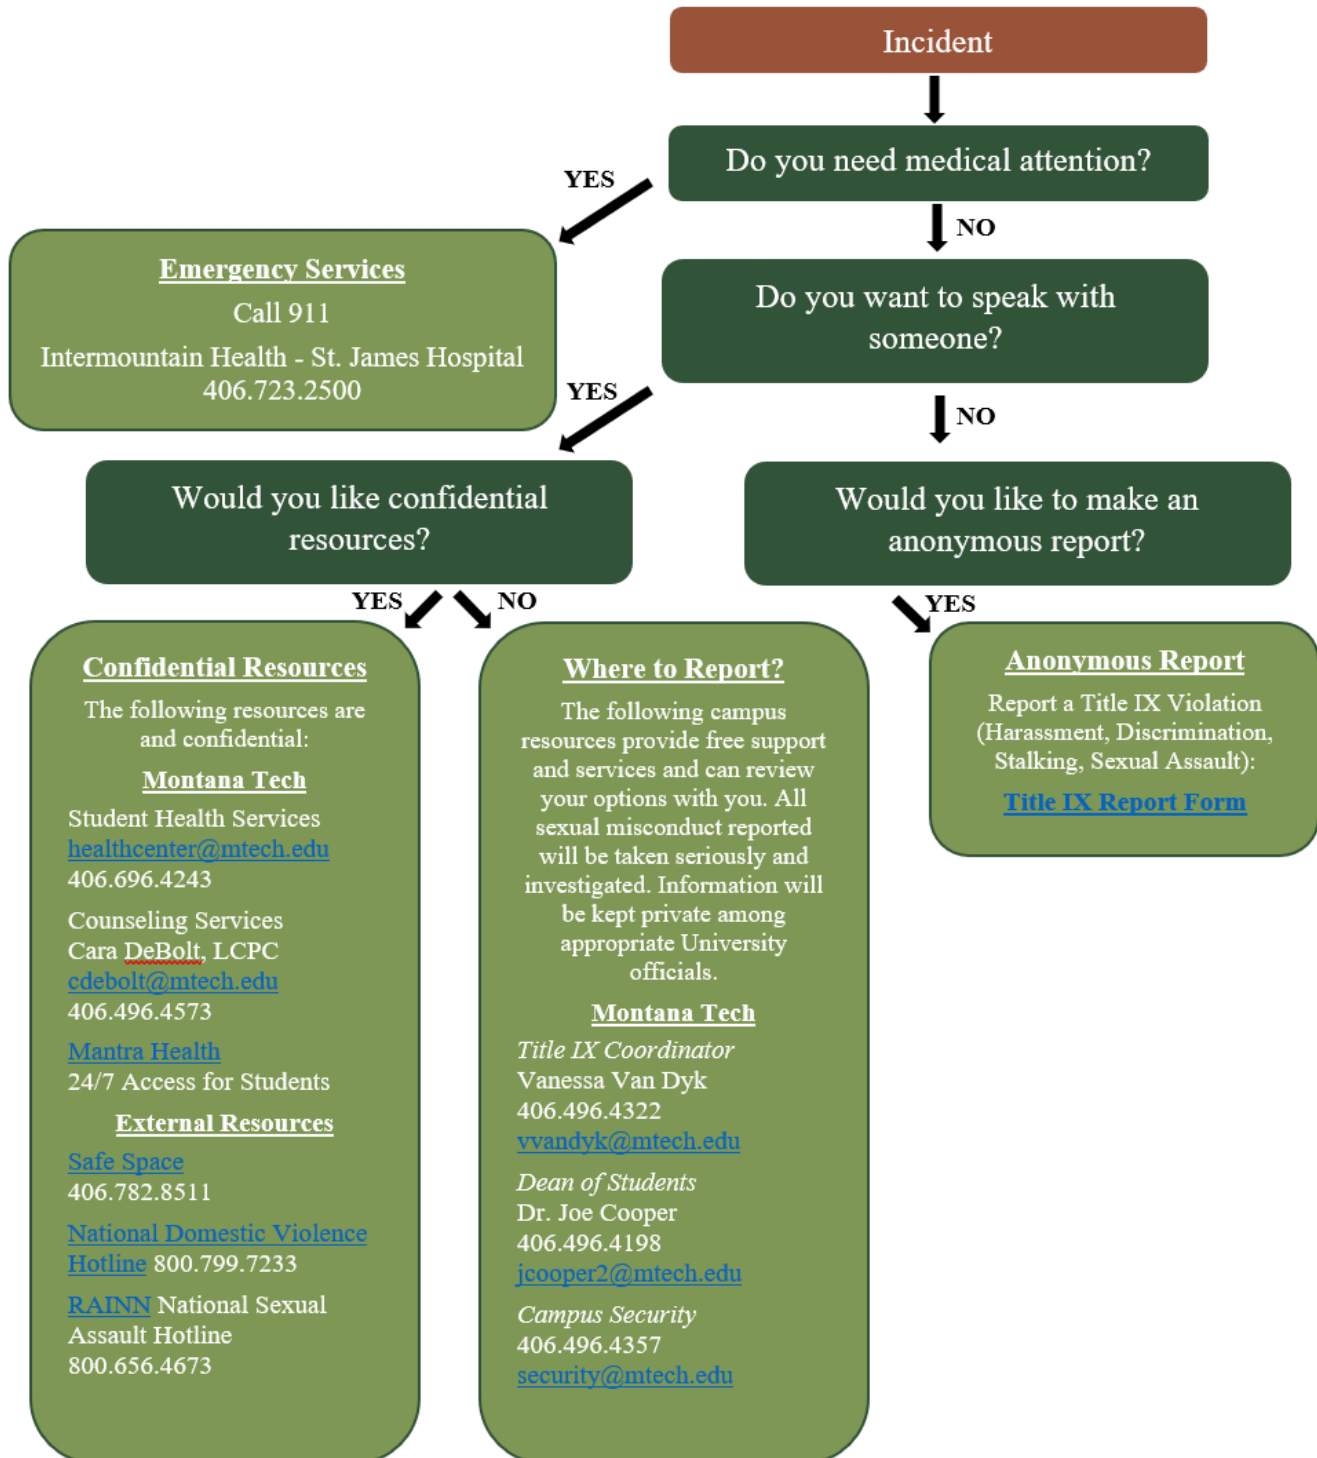 Incident
Do you need medical attention?
YES
NO
Emergency Services
Call 911
Intermountain Health - St. James Hospital
406.723.2500
Do you want to speak with
someone?
YES
NO
Would you like confidential
resources?
Would you like to make an
anonymous report?
YES
NO
YES
Confidential Resources
The following resources are
and confidential:
Montana Tech
Student Health Services
healthcenter@mtech.edu
406.696.4243
Counseling Services
Cara DeBolt, LCPC
cdebolt@mtech.edu
406.496.4573
Mantra Health
24/7 Access for Students
External Resources
Safe Space
406.782.8511
National Domestic Violence
Hotline 800.799.7233
RAINN National Sexual
Assault Hotline
800.656.4673
Where to Report?
The following campus
resources provide free support
and services and can review
your options with you. All
sexual misconduct reported
will be taken seriously and
investigated. Information will
be kept private among
appropriate University
officials.
Montana Tech
Title IX Coordinator
Vanessa Van Dyk
406.496.4322
vvandyk@mtech.edu
Dean of Students
Dr. Joe Cooper
406.496.4198
jcooper2@mtech.edu
Campus Security
406.496.4357
security@mtech.edu
Anonymous Report
Report a Title IX Violation
(Harassment, Discrimination,
Stalking, Sexual Assault):
Title IX Report Form